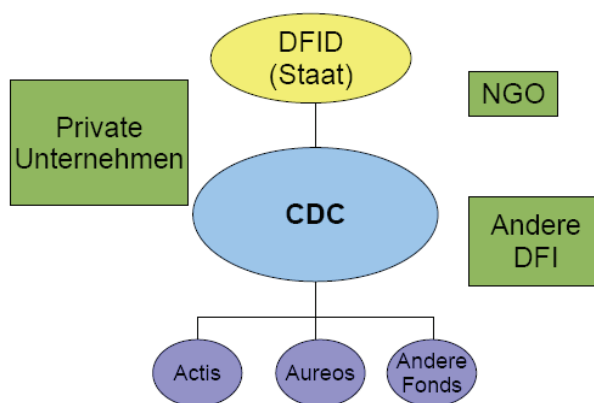 DFID
(Staat)
Private
Unternehmen
NGO
CDC
Andere
DFI
Actis
Aureos
Andere
Fonds